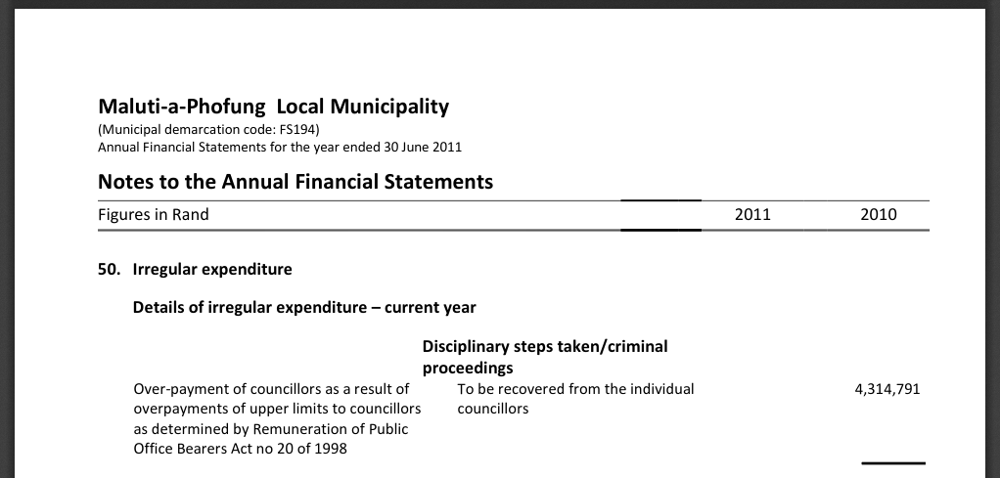 Maluti-a-Phofung  Local Municipality
(Municipal demarcation code: FS194)
Annual Financial Statements for the year ended 30 June 2011
Notes to the Annual Financial Statements
Figures in Rand 2011 2010
50. Irregular expenditure
Details of irregular expenditure – current year
Disciplinary steps taken/criminal
proceedings
Over-payment of councillors as a result of To be recovered from the individual 4,314,791
overpayments of upper limits to councillors councillors
as determined by Remuneration of Public
Office Bearers Act no 20 of 1998